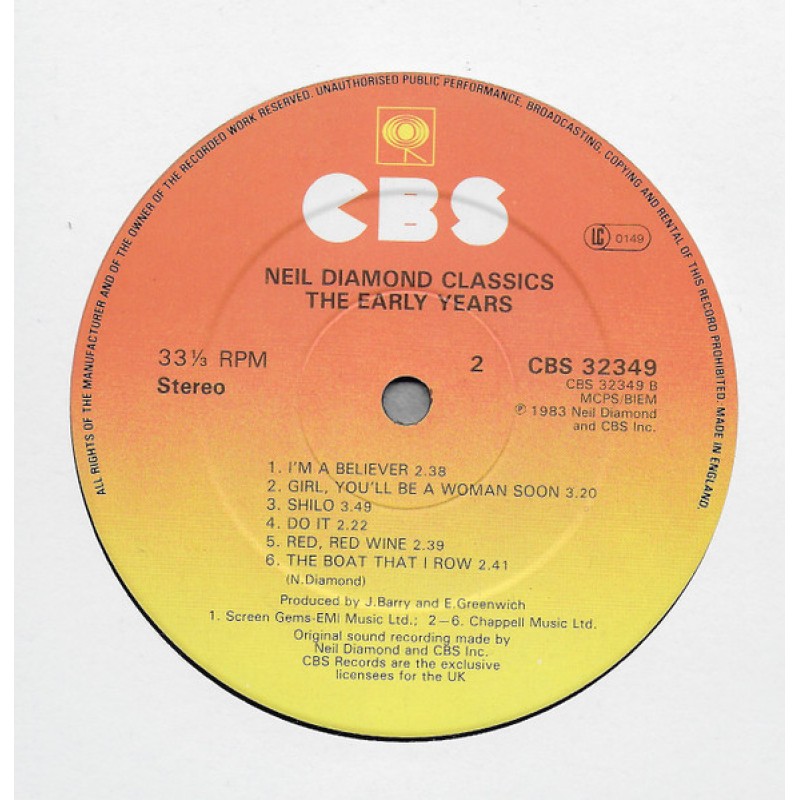 ALL RIGHTS OF THE MANUFACTURER AND OF THE OWNER OF THE RECORDED WORK RESERVED. UNAUTHORISED PUBLIC PERFORMANCE, BROADCASTING, COPYING AND RENTAL OF THIS RECORD PROHIBITED. MADE IN ENGLAND.
CBS
LC 0149
NEIL DIAMOND CLASSICS
THE EARLY YEARS
33⅓ RPM
Stereo
2
CBS 32349
CBS 32349 B
MCPS/BIEM
℗ 1983 Neil Diamond
and CBS Inc.
1. I'M A BELIEVER 2.38
2. GIRL, YOU'LL BE A WOMAN SOON 3.20
3. SHILO 3.49
4. DO IT 2.22
5. RED, RED WINE 2.39
6. THE BOAT THAT I ROW 2.41
(N.Diamond)
Produced by J.Barry and E.Greenwich
1. Screen Gems-EMI Music Ltd.; 2–6. Chappell Music Ltd.
Original sound recording made by
Neil Diamond and CBS Inc.
CBS Records are the exclusive
licensees for the UK